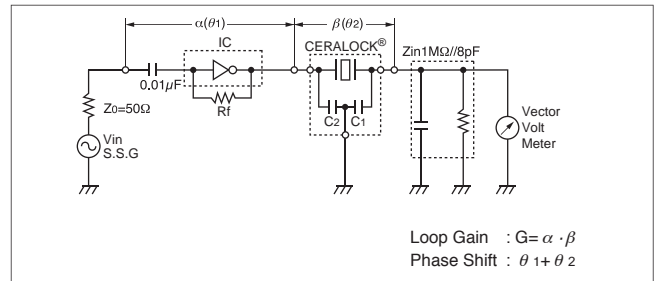 α(θ1) β(θ2)
IC
CERALOCK®
Zin1MΩ//8pF
0.01μF
Rf
Z0=50Ω
C2 C1
Vector
Volt
Meter
Vin
S.S.G
Loop Gain : G= α · β
Phase Shift : θ 1+ θ 2